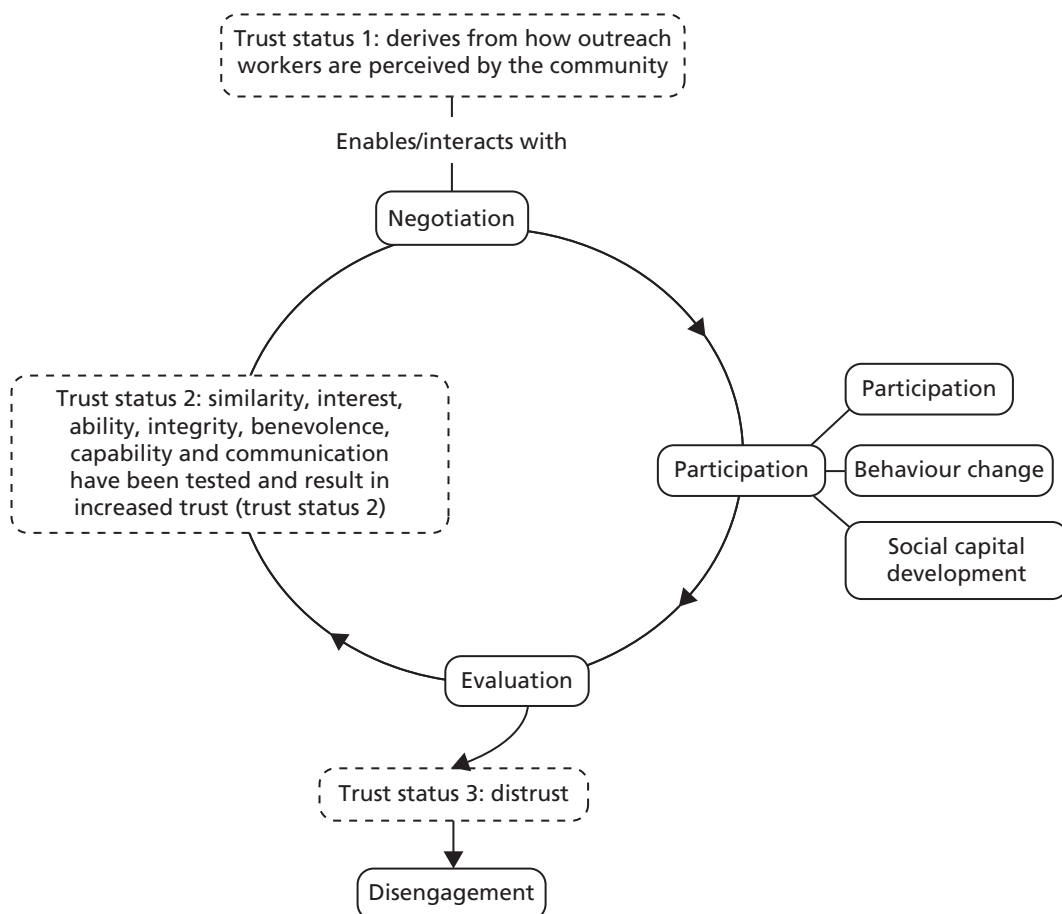 Trust status 1: derives from how outreach
workers are perceived by the community
Enables/interacts with
Negotiation
Trust status 2: similarity, interest,
ability, integrity, benevolence,
capability and communication
have been tested and result in
increased trust (trust status 2)
Participation
Participation
Behaviour change
Social capital
development
Evaluation
Trust status 3: distrust
Disengagement